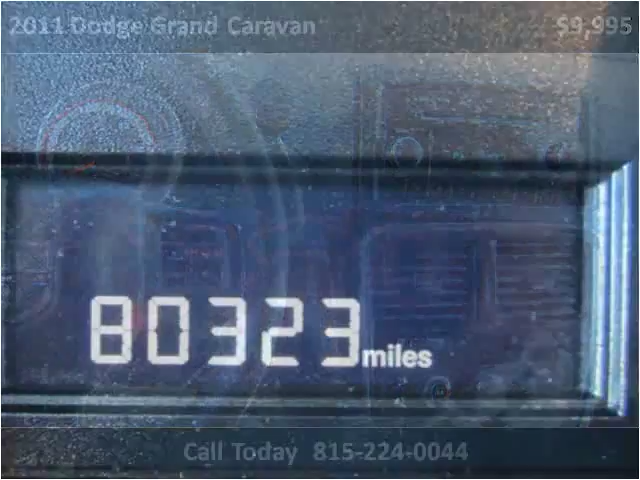 2011 Dodge Grand Caravan $9,995
80323 miles
Call Today 815-224-0044